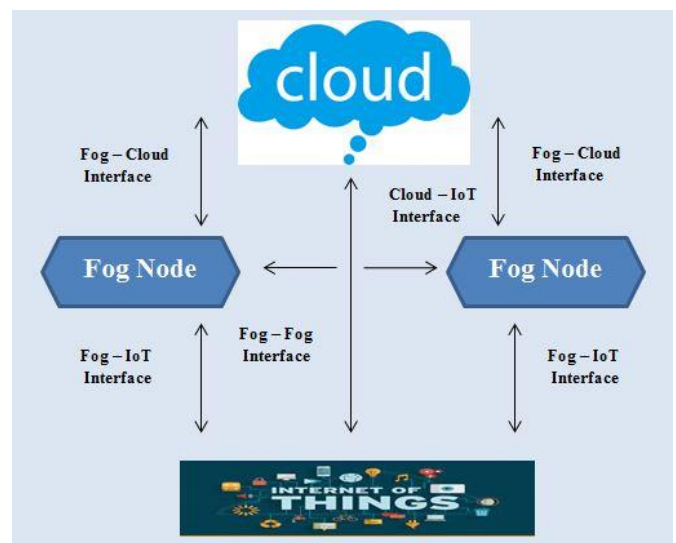 cloud
Fog – Cloud
Interface
Fog – Cloud
Interface
Cloud – IoT
Interface
Fog Node
Fog Node
Fog – Fog
Interface
Fog – IoT
Interface
Fog – IoT
Interface
INTERNET OF
THINGS